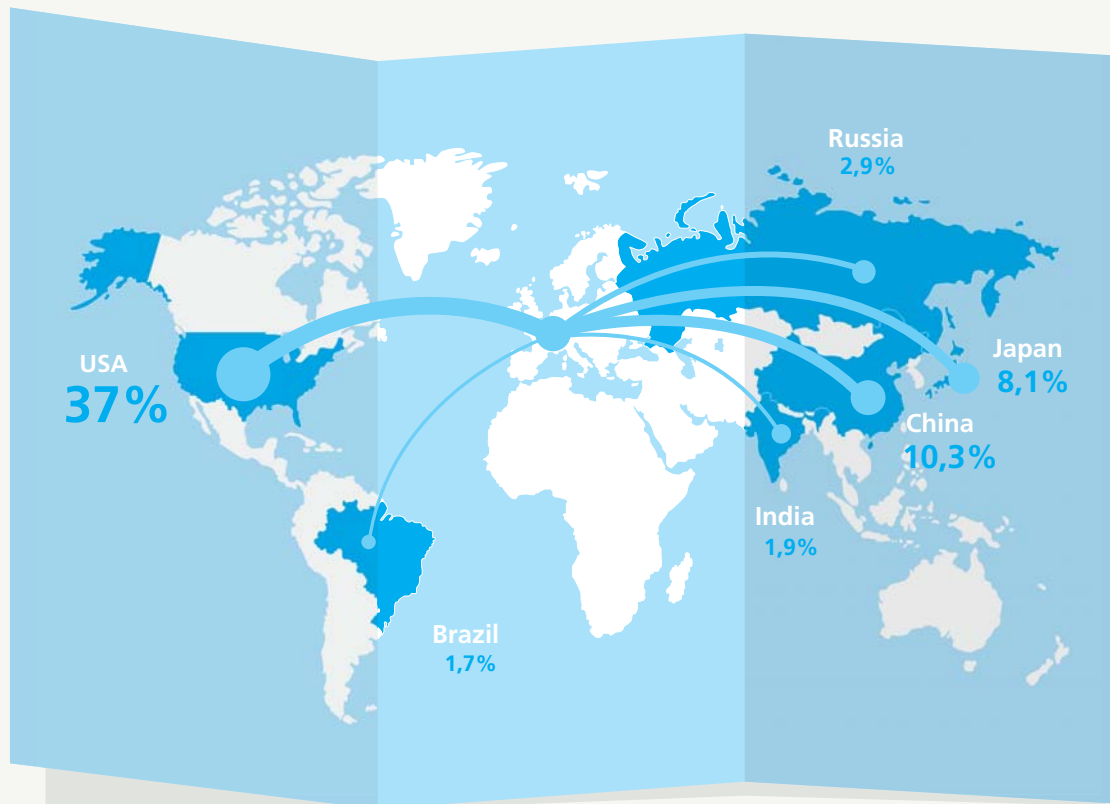 Russia
2,9%
USA
37%
Japan
8,1%
China
10,3%
India
1,9%
Brazil
1,7%